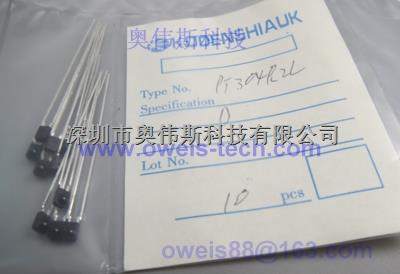 奥伟斯科技
KODENSHI AUK
Type No. PT304R2L
Specification
0
深圳市奥伟斯科技有限公司
www.oweis-tech.com
Lot No.
10 pcs
oweis88@163.com